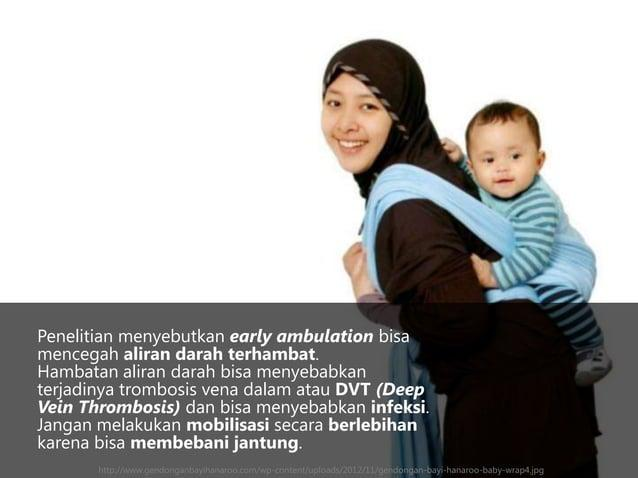 Penelitian menyebutkan early ambulation bisa
mencegah aliran darah terhambat.
Hambatan aliran darah bisa menyebabkan
terjadinya trombosis vena dalam atau DVT (Deep
Vein Thrombosis) dan bisa menyebabkan infeksi.
Jangan melakukan mobilisasi secara berlebihan
karena bisa membebani jantung.
http://www.gendonganbayihanaroo.com/wp-content/uploads/2012/11/gendongan-bayi-hanaroo-baby-wrap4.jpg